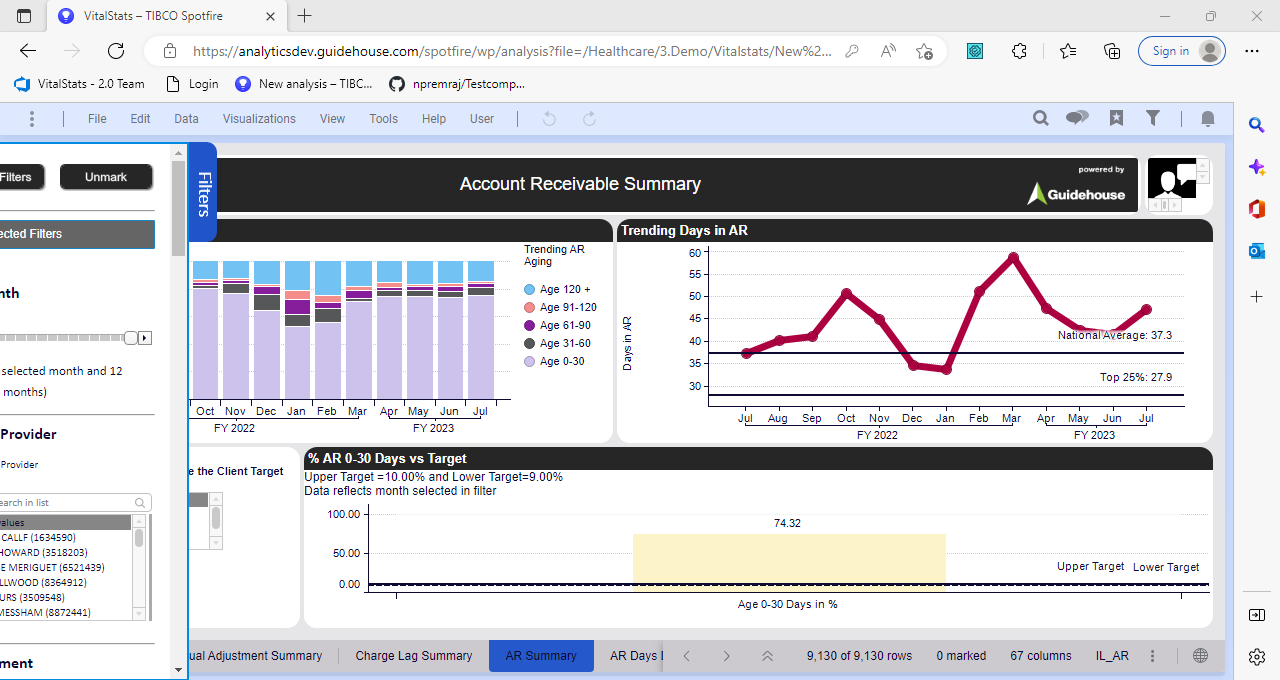 VitalStats – TIBCO Spotfire
https://analyticsdev.guidehouse.com/spotfire/wp/analysis?file=/Healthcare/3.Demo/Vitalstats/New%2...
Sign in
VitalStats - 2.0 Team
Login
New analysis – TIBC...
npremraj/Testcomp...
File Edit Data Visualizations View Tools Help User
Filters
Unmark
Filters
Account Receivable Summary
powered by
Guidehouse
ected Filters
nth
selected month and 12
months)
Provider
Provider
earch in list
values
CALLF (1634590)
HOWARD (3518203)
E MERIGUET (6521439)
LLWOOD (8364912)
URS (3509548)
MESSHAM (8872441)
ment
Trending AR
Aging
Age 120 +
Age 91-120
Age 61-90
Age 31-60
Age 0-30
Oct Nov Dec Jan Feb Mar Apr May Jun Jul
FY 2022 FY 2023
Trending Days in AR
Days in AR
60
55
50
45
40
35
30
National Average: 37.3
Top 25%: 27.9
Jul Aug Sep Oct Nov Dec Jan Feb Mar Apr May Jun Jul
FY 2022 FY 2023
e the Client Target
% AR 0-30 Days vs Target
Upper Target =10.00% and Lower Target=9.00%
Data reflects month selected in filter
100.00
50.00
0.00
74.32
Upper Target Lower Target
Age 0-30 Days in %
ual Adjustment Summary
Charge Lag Summary
AR Summary
AR Days
9,130 of 9,130 rows
0 marked
67 columns
IL_AR